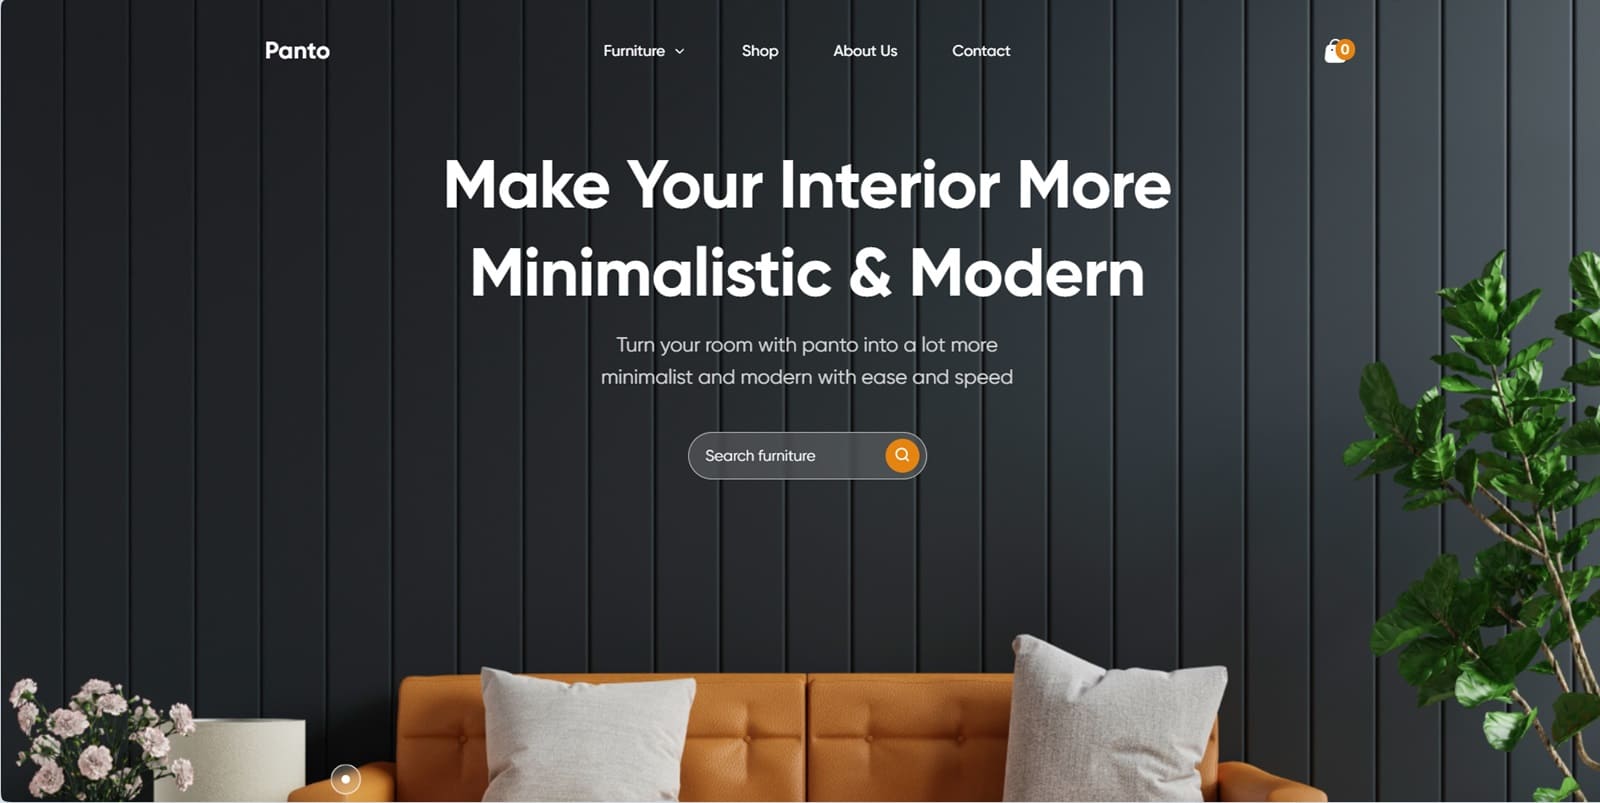 Panto
Furniture
Shop
About Us
Contact
0
Make Your Interior More
Minimalistic & Modern
Turn your room with panto into a lot more
minimalist and modern with ease and speed
Search furniture